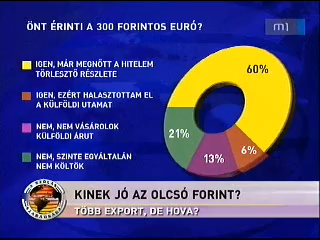 ÖNT ÉRINTI A 300 FORINTOS EURÓ?
m1
IGEN, MÁR MEGNŐTT A HITELEM
TÖRLESZTŐ RÉSZLETE
IGEN, EZÉRT HALASZTOTTAM EL
A KÜLFÖLDI UTAMAT
NEM, NEM VÁSÁROLOK
KÜLFÖLDI ÁRUT
NEM, SZINTE EGYÁLTALÁN
NEM KÖLTÖK
60%
21%
13%
6%
KINEK JÓ AZ OLCSÓ FORINT?
TÖBB EXPORT, DE HOVA?